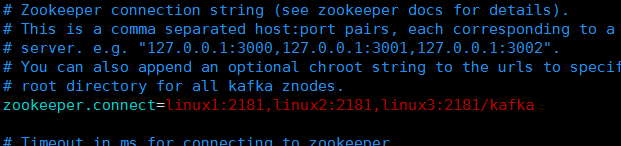 # Zookeeper connection string (see zookeeper docs for details).
# This is a comma separated host:port pairs, each corresponding to a
# server. e.g. "127.0.0.1:3000,127.0.0.1:3001,127.0.0.1:3002".
# You can also append an optional chroot string to the urls to specif
# root directory for all kafka znodes.
zookeeper.connect=linux1:2181,linux2:2181,linux3:2181/kafka
# Timeout in ms for connecting to zookeeper